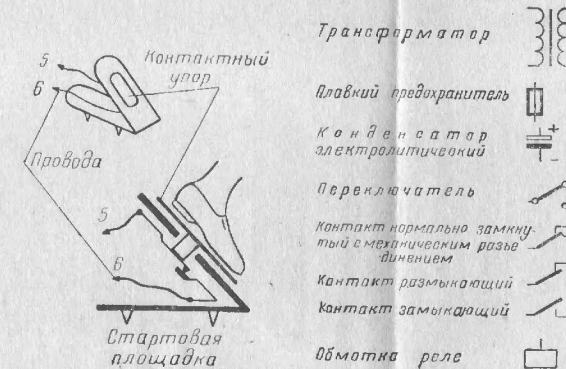 5
6
Контактный
упор
Провода
5
6
Стартовая
площадка
Трансформатор
Плавкий предохранитель
Конденсатор
электролитический
+
-
Переключатель
Контакт нормально замкну-
тый с механическим разъе
динением
Контакт размыкающий
Контакт замыкающий
Обмотка реле